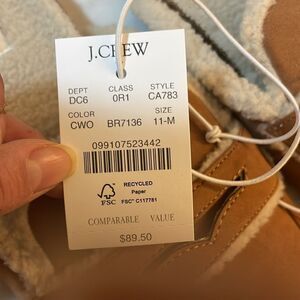 J.CREW
DEPT CLASS STYLE
DC6 0R1 CA783
COLOR SIZE
CWO BR7136 11-M
099107523442
FSC
RECYCLED
Paper
FSC® C117781
COMPARABLE VALUE
$89.50